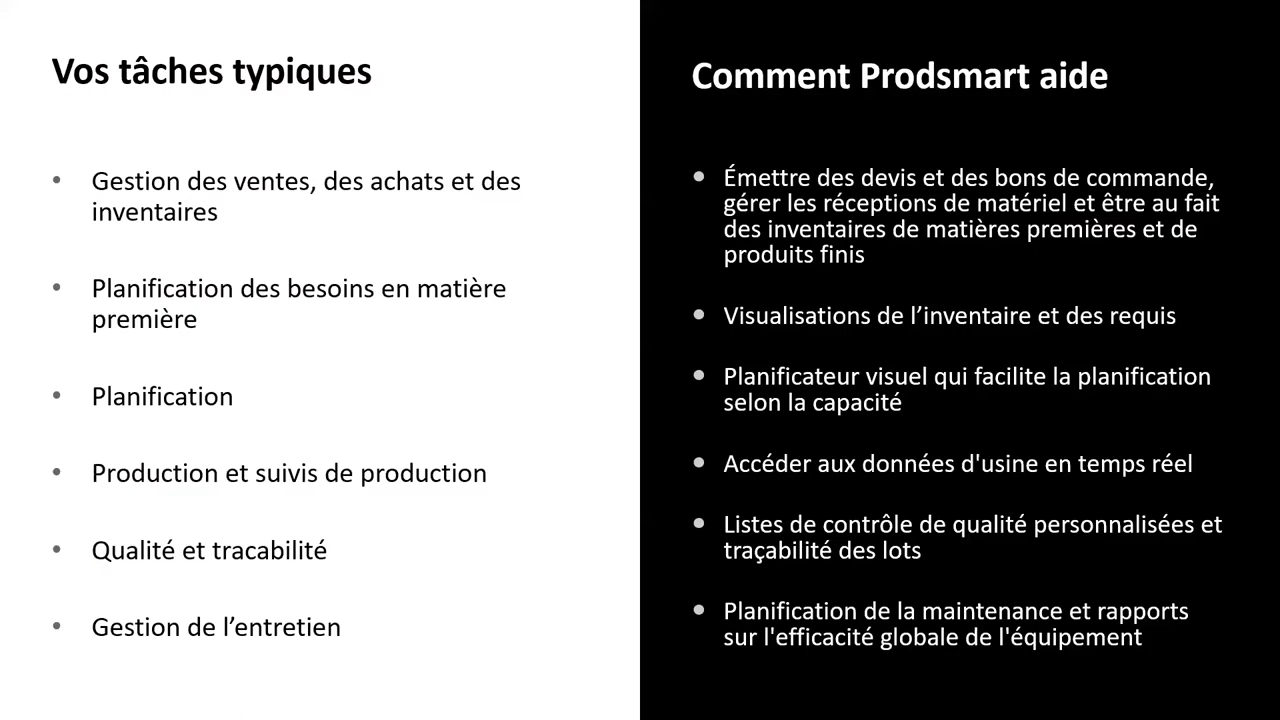 Vos tâches typiques
• Gestion des ventes, des achats et des
inventaires
• Planification des besoins en matière
première
• Planification
• Production et suivis de production
• Qualité et tracabilité
• Gestion de l’entretien
Comment Prodsmart aide
• Émettre des devis et des bons de commande,
gérer les réceptions de matériel et être au fait
des inventaires de matières premières et de
produits finis
• Visualisations de l’inventaire et des requis
• Planificateur visuel qui facilite la planification
selon la capacité
• Accéder aux données d'usine en temps réel
• Listes de contrôle de qualité personnalisées et
traçabilité des lots
• Planification de la maintenance et rapports
sur l'efficacité globale de l'équipement